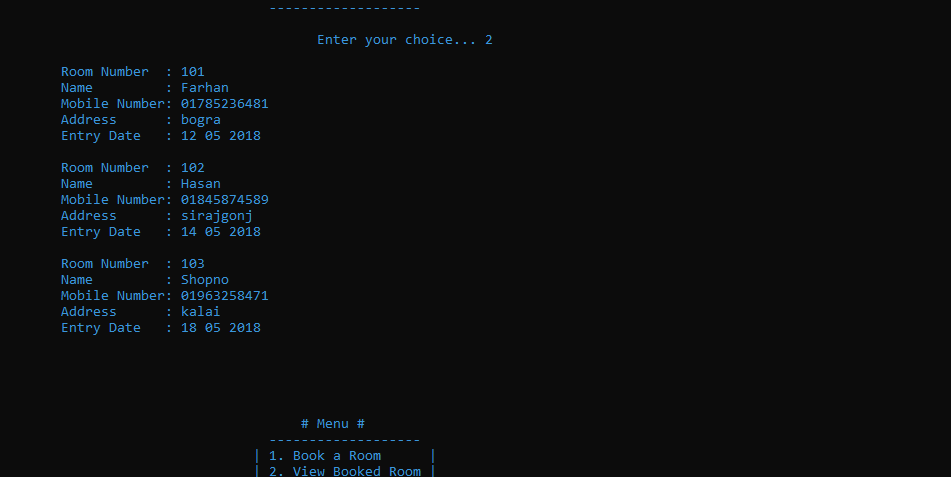 -------------------
Enter your choice... 2
Room Number  : 101
Name         : Farhan
Mobile Number: 01785236481
Address      : bogra
Entry Date   : 12 05 2018
Room Number  : 102
Name         : Hasan
Mobile Number: 01845874589
Address      : sirajgonj
Entry Date   : 14 05 2018
Room Number  : 103
Name         : Shopno
Mobile Number: 01963258471
Address      : kalai
Entry Date   : 18 05 2018
# Menu #
-------------------
| 1. Book a Room      |
| 2. View Booked Room |